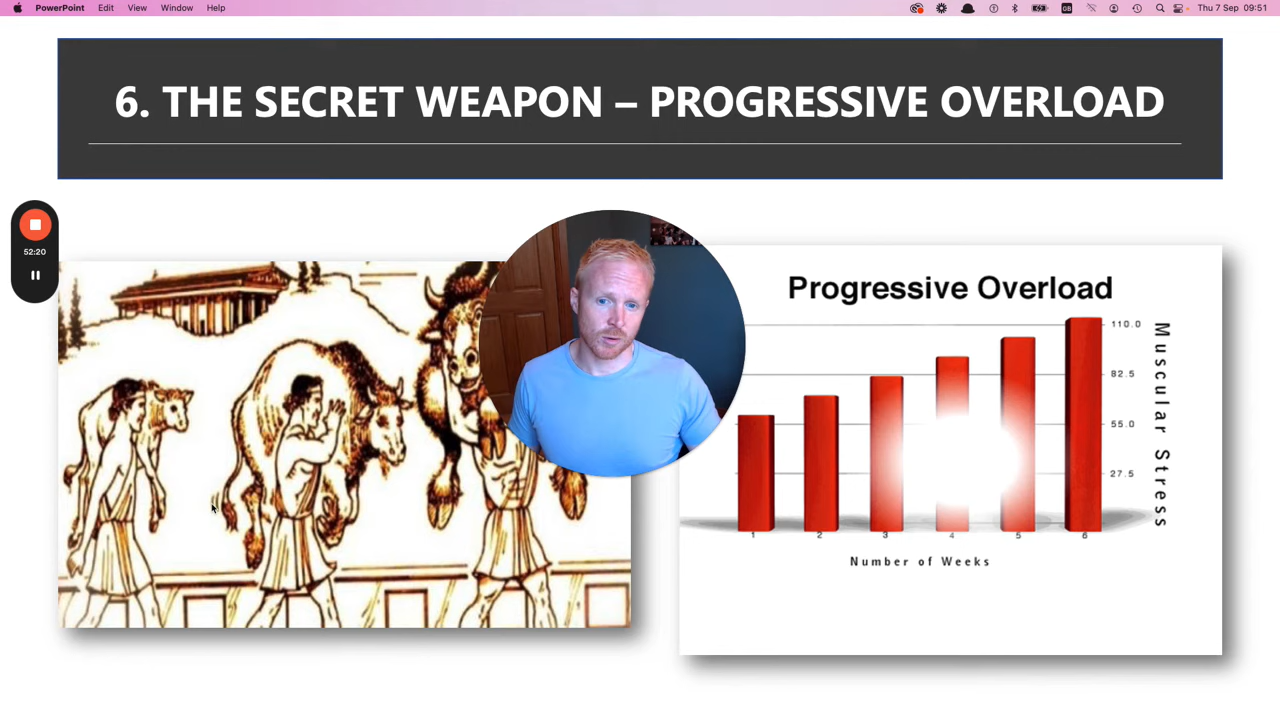 PowerPoint Edit View Window Help
GB
Thu 7 Sep 09:51
6. THE SECRET WEAPON – PROGRESSIVE OVERLOAD
52:20
Progressive Overload
110.0
82.5
55.0
27.5
Muscular Stress
1 2 3 4 5 6
Number of Weeks